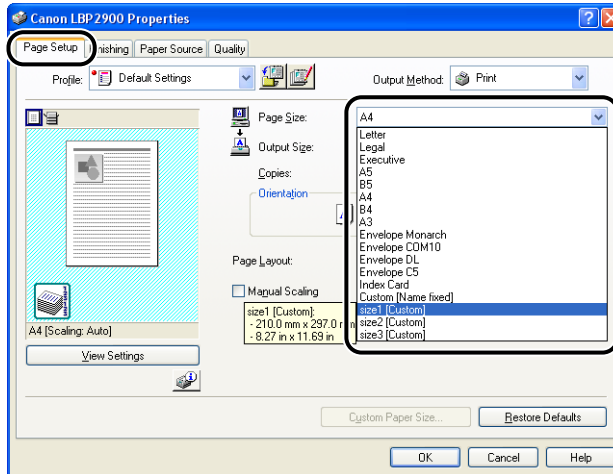 Canon LBP2900 Properties
Page Setup
Finishing
Paper Source
Quality
Profile:
Default Settings
Output Method:
Print
Page Size:
A4
Output Size:
Letter
Legal
Executive
A5
B5
A4
B4
A3
Envelope Monarch
Envelope COM10
Envelope DL
Envelope C5
Index Card
Custom [Name fixed]
size1 [Custom]
size2 [Custom]
size3 [Custom]
Copies:
Orientation
A
Page Layout:
Manual Scaling
size1 [Custom]:
- 210.0 mm x 297.0 mm
- 8.27 in x 11.69 in
A4 [Scaling: Auto]
View Settings
Custom Paper Size...
Restore Defaults
OK
Cancel
Help